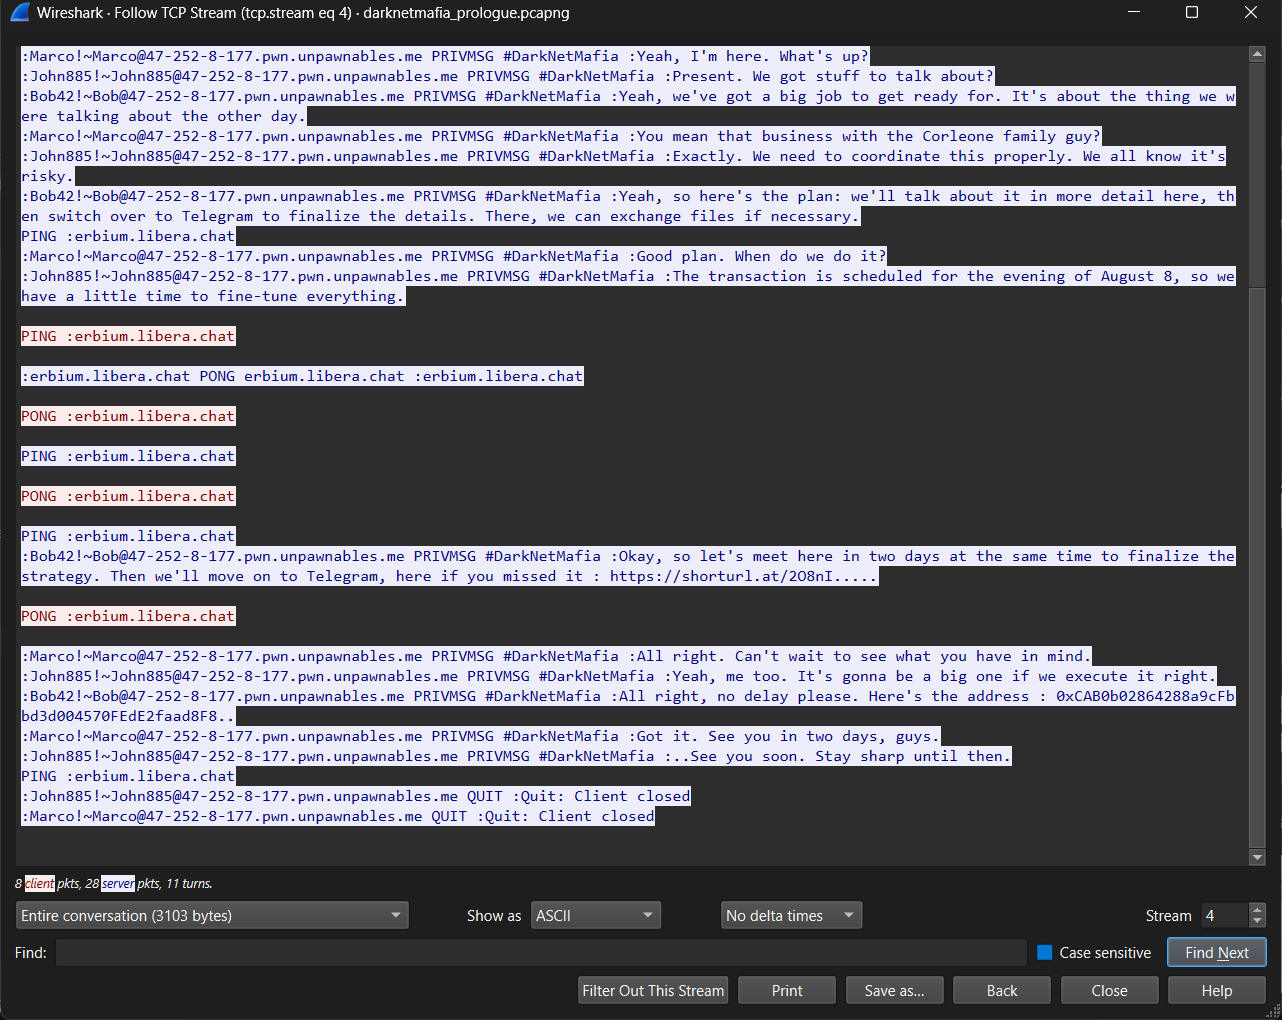 Wireshark · Follow TCP Stream (tcp.stream eq 4) · darknetmafia_prologue.pcapng
:Marco!~Marco@47-252-8-177.pwn.unpawnables.me PRIVMSG #DarkNetMafia :Yeah, I'm here. What's up?
:John885!~John885@47-252-8-177.pwn.unpawnables.me PRIVMSG #DarkNetMafia :Present. We got stuff to talk about?
:Bob42!~Bob@47-252-8-177.pwn.unpawnables.me PRIVMSG #DarkNetMafia :Yeah, we've got a big job to get ready for. It's about the thing we w
ere talking about the other day.
:Marco!~Marco@47-252-8-177.pwn.unpawnables.me PRIVMSG #DarkNetMafia :You mean that business with the Corleone family guy?
:John885!~John885@47-252-8-177.pwn.unpawnables.me PRIVMSG #DarkNetMafia :Exactly. We need to coordinate this properly. We all know it's
risky.
:Bob42!~Bob@47-252-8-177.pwn.unpawnables.me PRIVMSG #DarkNetMafia :Yeah, so here's the plan: we'll talk about it in more detail here, th
en switch over to Telegram to finalize the details. There, we can exchange files if necessary.
PING :erbium.libera.chat
:Marco!~Marco@47-252-8-177.pwn.unpawnables.me PRIVMSG #DarkNetMafia :Good plan. When do we do it?
:John885!~John885@47-252-8-177.pwn.unpawnables.me PRIVMSG #DarkNetMafia :The transaction is scheduled for the evening of August 8, so we
have a little time to fine-tune everything.
PING :erbium.libera.chat
:erbium.libera.chat PONG erbium.libera.chat :erbium.libera.chat
PONG :erbium.libera.chat
PING :erbium.libera.chat
PONG :erbium.libera.chat
PING :erbium.libera.chat
:Bob42!~Bob@47-252-8-177.pwn.unpawnables.me PRIVMSG #DarkNetMafia :Okay, so let's meet here in two days at the same time to finalize the
strategy. Then we'll move on to Telegram, here if you missed it : https://shorturl.at/2O8nI.....
PONG :erbium.libera.chat
:Marco!~Marco@47-252-8-177.pwn.unpawnables.me PRIVMSG #DarkNetMafia :All right. Can't wait to see what you have in mind.
:John885!~John885@47-252-8-177.pwn.unpawnables.me PRIVMSG #DarkNetMafia :Yeah, me too. It's gonna be a big one if we execute it right.
:Bob42!~Bob@47-252-8-177.pwn.unpawnables.me PRIVMSG #DarkNetMafia :All right, no delay please. Here's the address : 0xCAB0b02864288a9cFb
bd3d004570FEdE2faad8F8..
:Marco!~Marco@47-252-8-177.pwn.unpawnables.me PRIVMSG #DarkNetMafia :Got it. See you in two days, guys.
:John885!~John885@47-252-8-177.pwn.unpawnables.me PRIVMSG #DarkNetMafia :..See you soon. Stay sharp until then.
PING :erbium.libera.chat
:John885!~John885@47-252-8-177.pwn.unpawnables.me QUIT :Quit: Client closed
:Marco!~Marco@47-252-8-177.pwn.unpawnables.me QUIT :Quit: Client closed
8 client pkts, 28 server pkts, 11 turns.
Entire conversation (3103 bytes) Show as ASCII No delta times Stream 4
Find: Case sensitive Find Next
Filter Out This Stream Print Save as... Back Close Help